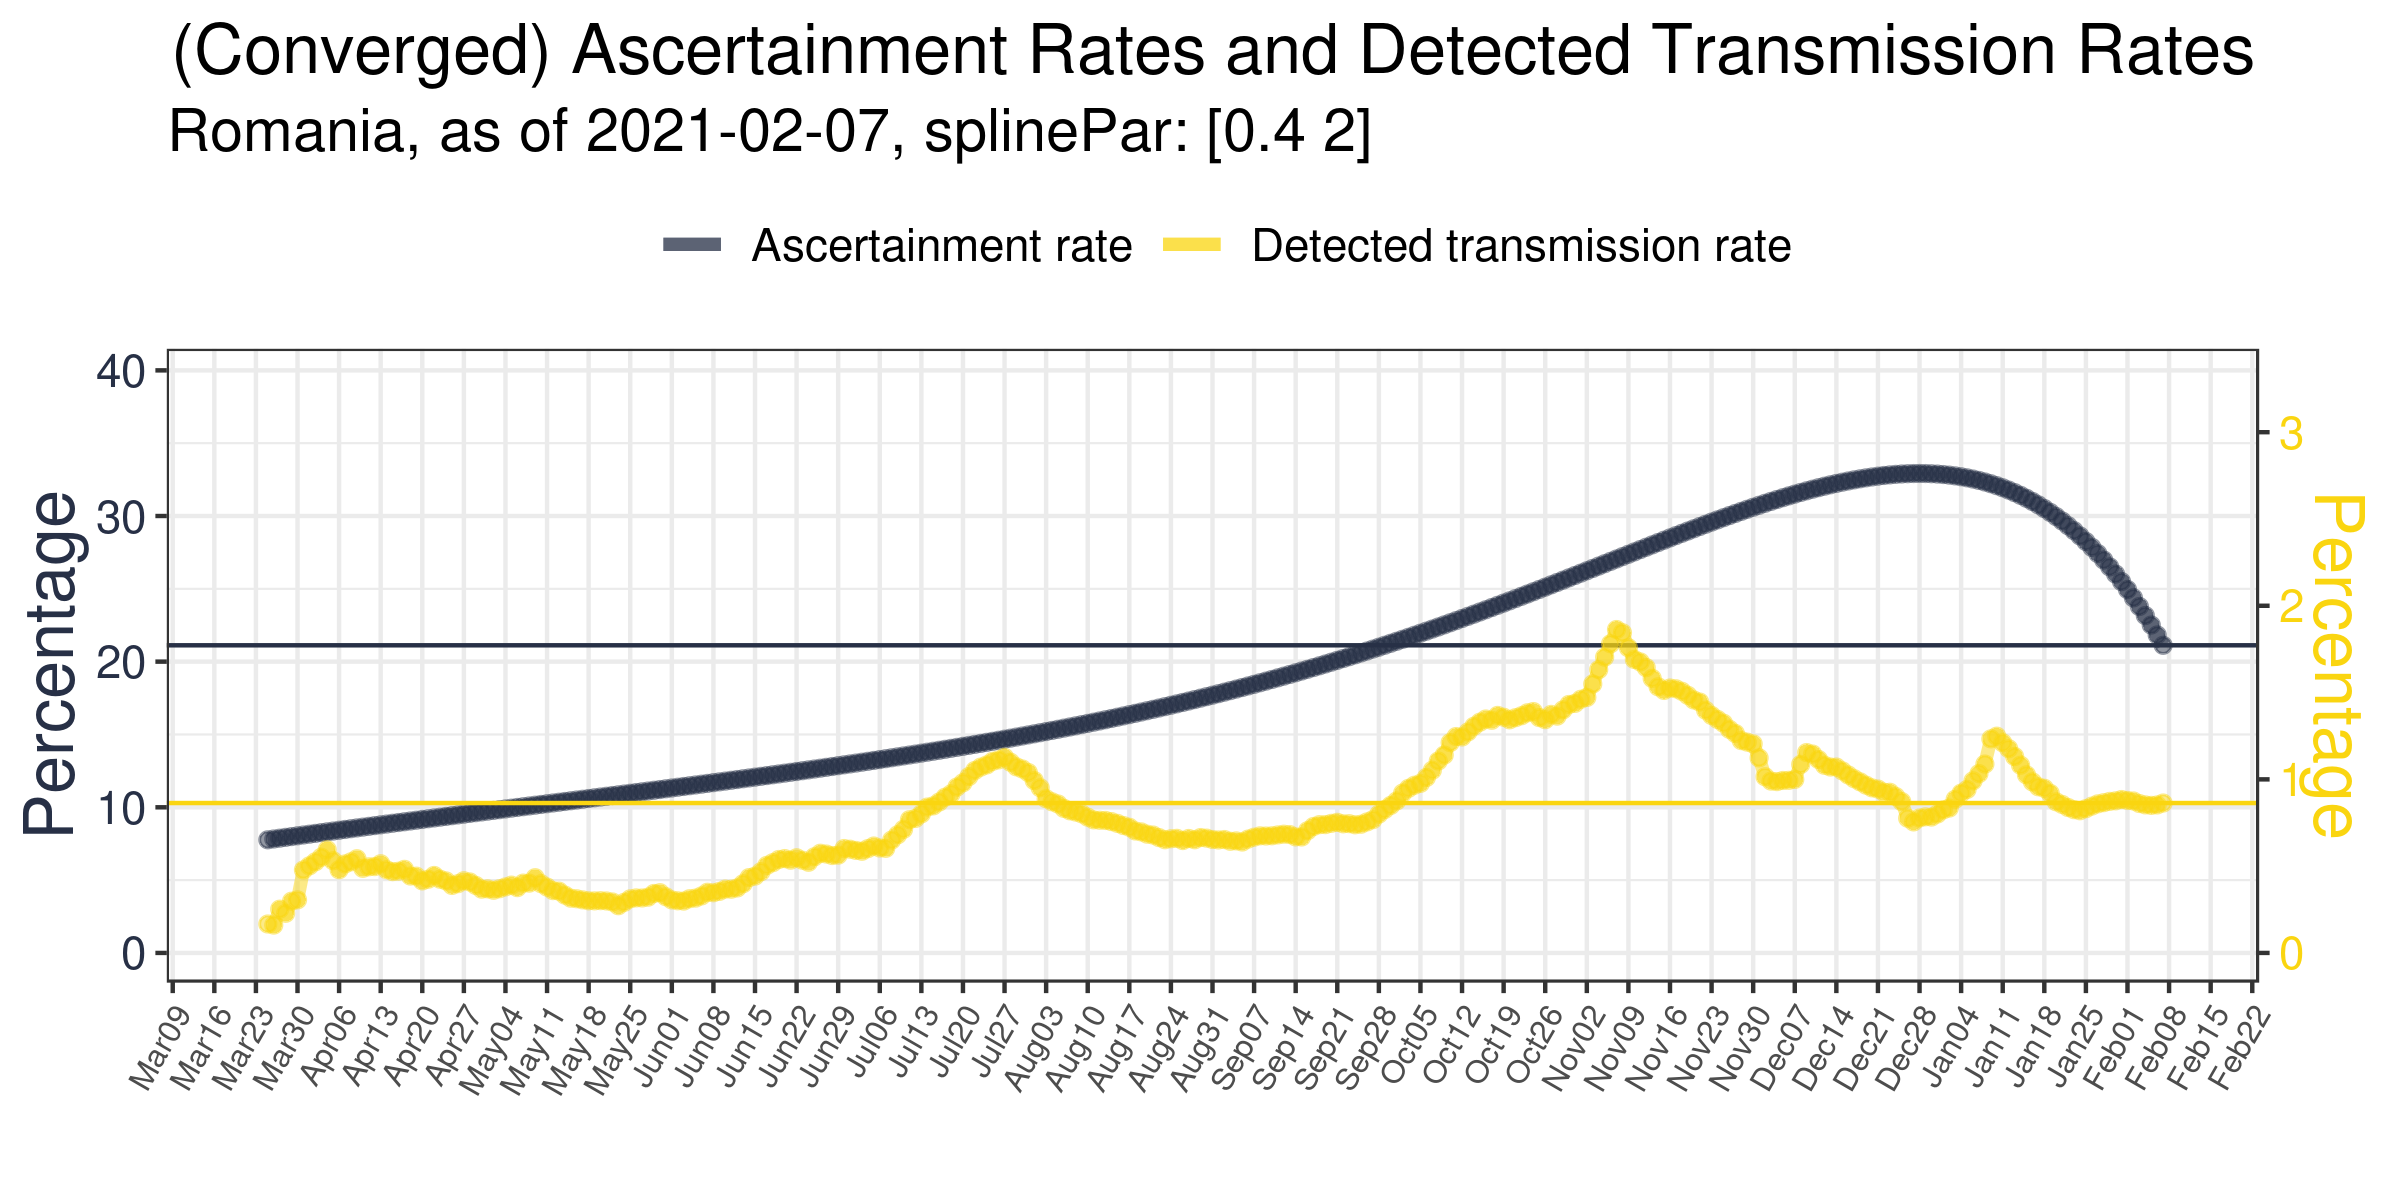 (Converged) Ascertainment Rates and Detected Transmission Rates
Romania, as of 2021-02-07, splinePar: [0.4 2]
Ascertainment rate
Detected transmission rate
Percentage
40
30
20
10
0
3
2
1
0
Percentage
Mar09
Mar16
Mar23
Mar30
Apr06
Apr13
Apr20
Apr27
May04
May11
May18
May25
Jun01
Jun08
Jun15
Jun22
Jun29
Jul06
Jul13
Jul20
Jul27
Aug03
Aug10
Aug17
Aug24
Aug31
Sep07
Sep14
Sep21
Sep28
Oct05
Oct12
Oct19
Oct26
Nov02
Nov09
Nov16
Nov23
Nov30
Dec07
Dec14
Dec21
Dec28
Jan04
Jan11
Jan18
Jan25
Feb01
Feb08
Feb15
Feb22